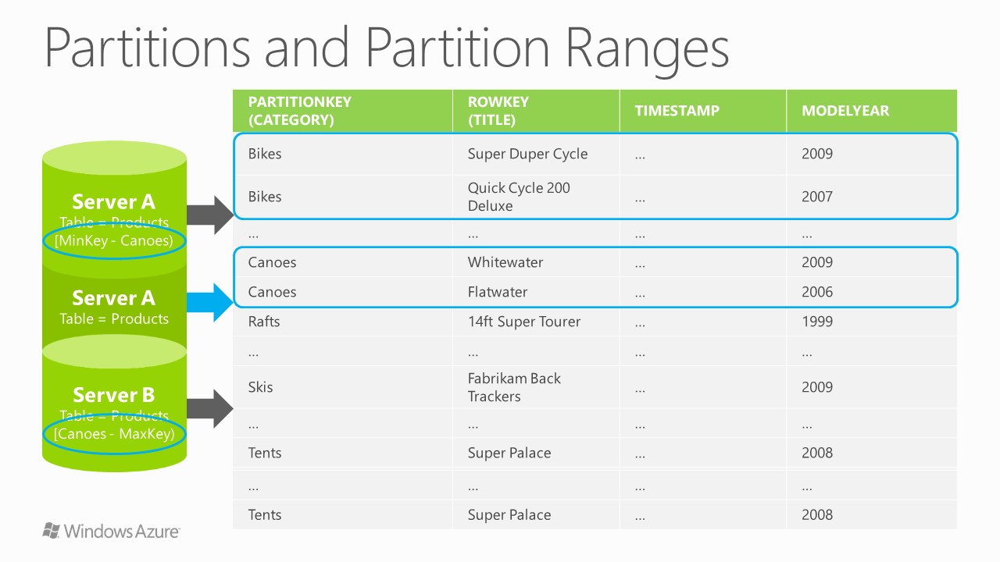 Partitions and Partition Ranges
PARTITIONKEY
(CATEGORY)
ROWKEY
(TITLE)
TIMESTAMP
MODELYEAR
Bikes
Super Duper Cycle
...
2009
Bikes
Quick Cycle 200
Deluxe
...
2007
...
...
...
...
Canoes
Whitewater
...
2009
Canoes
Flatwater
...
2006
Rafts
14ft Super Tourer
...
1999
...
...
...
...
Skis
Fabrikam Back
Trackers
...
2009
...
...
...
...
Tents
Super Palace
...
2008
...
...
...
...
Tents
Super Palace
...
2008
Server A
Table = Products
[MinKey - Canoes)
Server A
Table = Products
Server B
Table = Products
[Canoes - MaxKey)
Windows Azure